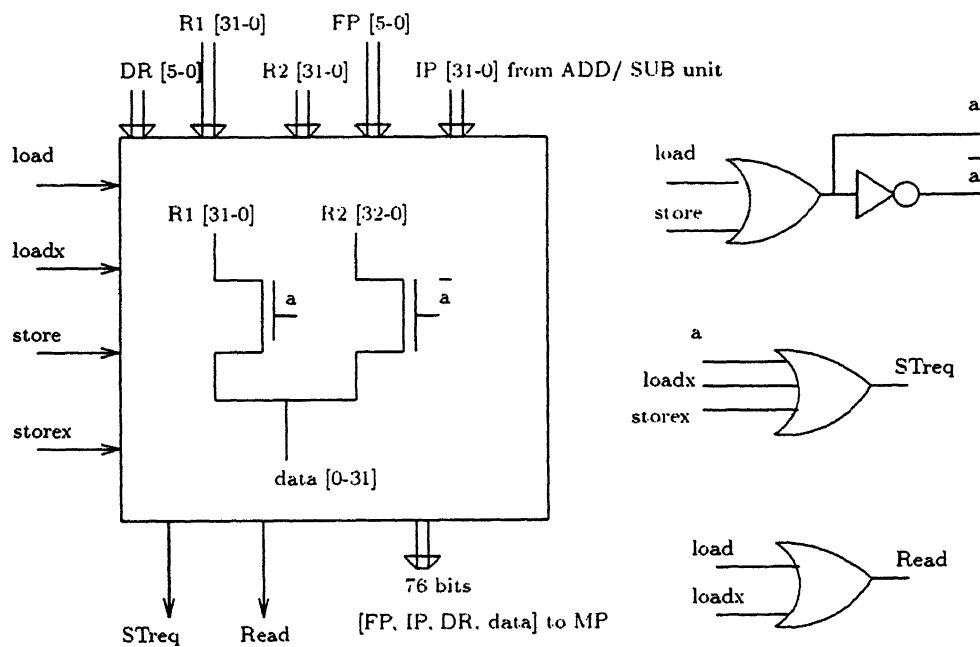 R1 [31-0]
FP [5-0]
DR [5-0]
R2 [31-0]
IP [31-0] from ADD/ SUB unit
load
loadx
store
storex
R1 [31-0]
R2 [32-0]
a
a
data [0-31]
STreq
Read
76 bits
[FP, IP, DR, data] to MP
load
store
a
a
a
loadx
storex
STreq
load
loadx
Read